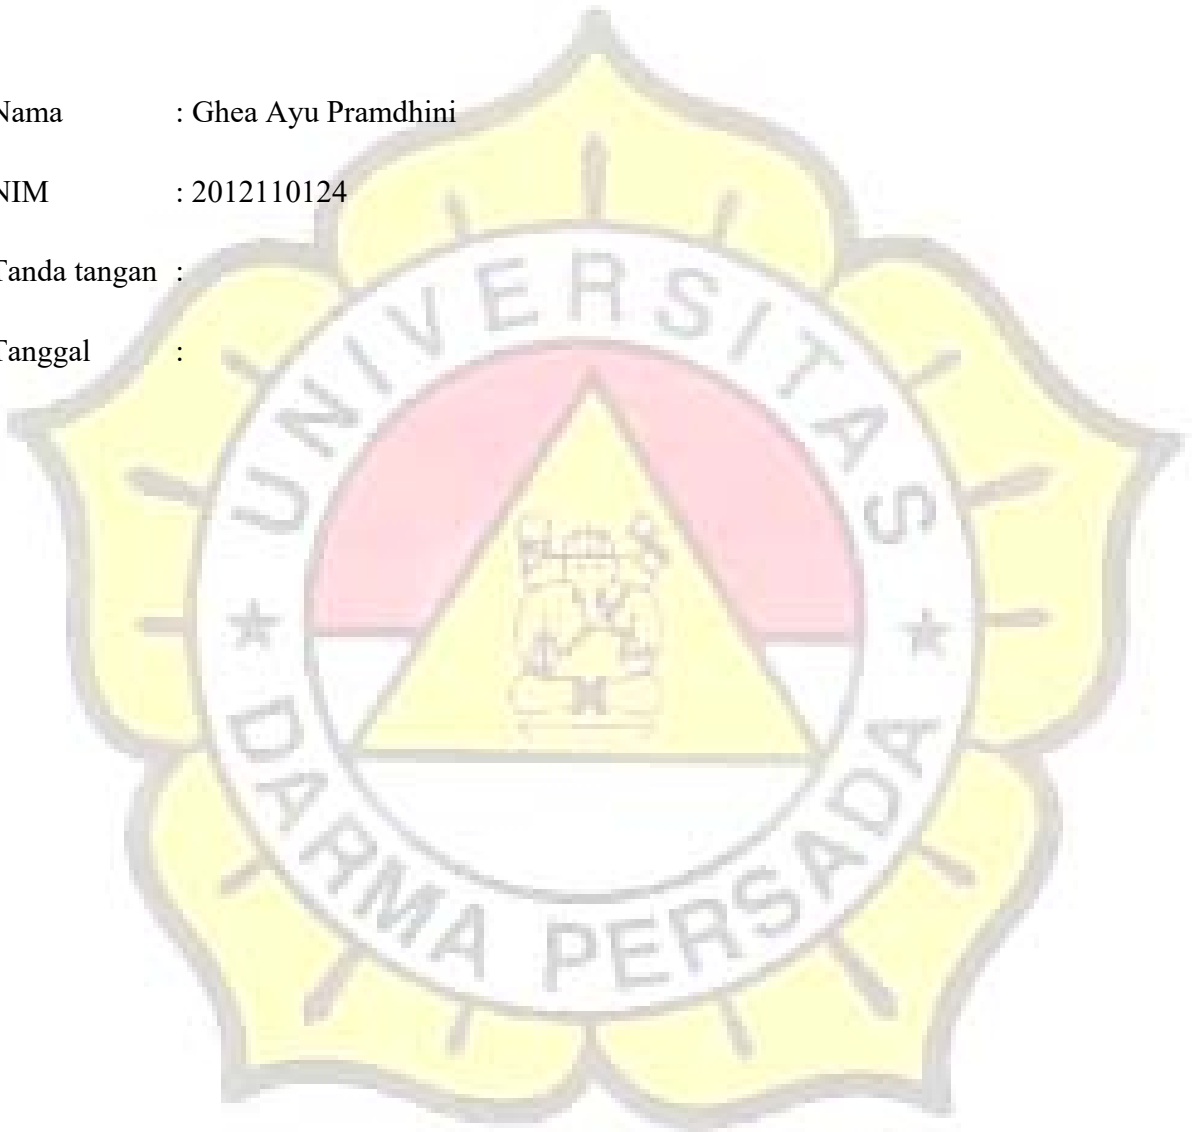 Nama : Ghea Ayu Pramdhini
NIM : 2012110124
Tanda tangan :
Tanggal :
UNIVERSITAS
DARMA PERSADA